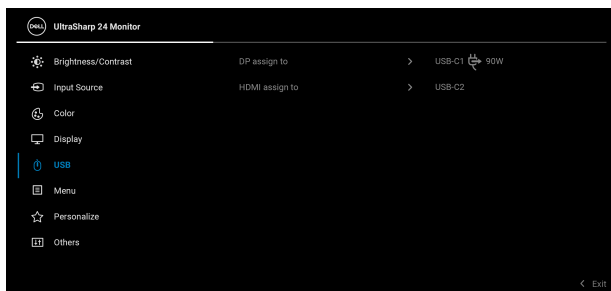 DELL UltraSharp 24 Monitor
Brightness/Contrast DP assign to > USB-C1 90W
Input Source HDMI assign to > USB-C2
Color
Display
USB
Menu
Personalize
Others
< Exit